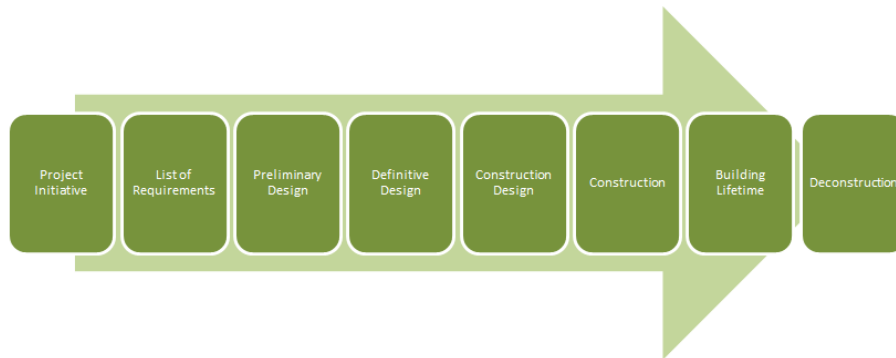 Project
Initiative
List of
Requirements
Preliminary
Design
Definitive
Design
Construction
Design
Construction
Building
Lifetime
Deconstruction